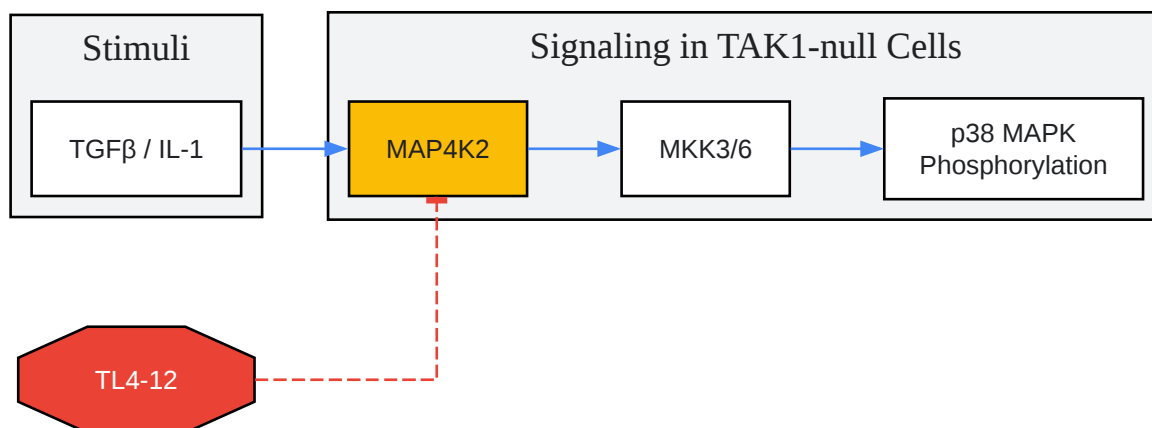 Stimuli
Signaling in TAK1-null Cells
TGFβ / IL-1
MAP4K2
MKK3/6
p38 MAPK
Phosphorylation
TL4-12